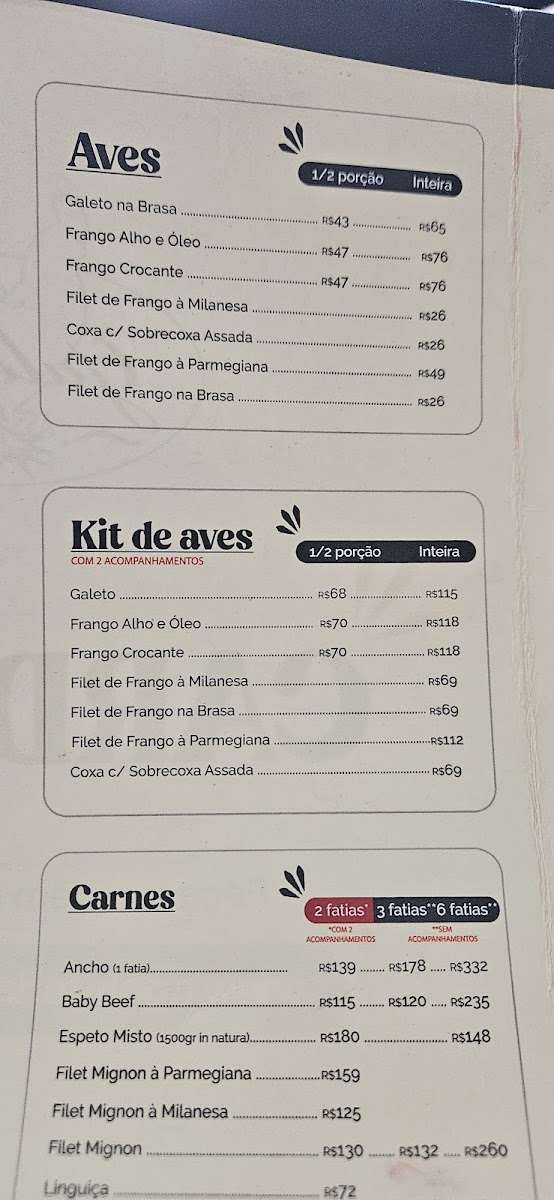 Aves
1/2 porção Inteira
Galeto na Brasa R$43 R$65
Frango Alho e Óleo R$47 R$76
Frango Crocante R$47 R$76
Filet de Frango à Milanesa R$26
Coxa c/ Sobrecoxa Assada R$26
Filet de Frango à Parmegiana R$49
Filet de Frango na Brasa R$26
Kit de aves
COM 2 ACOMPANHAMENTOS
1/2 porção Inteira
Galeto R$68 R$115
Frango Alho e Óleo R$70 R$118
Frango Crocante R$70 R$118
Filet de Frango à Milanesa R$69
Filet de Frango na Brasa R$69
Filet de Frango à Parmegiana R$112
Coxa c/ Sobrecoxa Assada R$69
Carnes
2 fatias* 3 fatias** 6 fatias**
*COM 2 ACOMPANHAMENTOS
**SEM ACOMPANHAMENTOS
Ancho (1 fatia) R$139 R$178 R$332
Baby Beef R$115 R$120 R$235
Espeto Misto (1500gr in natura) R$180 R$148
Filet Mignon à Parmegiana R$159
Filet Mignon à Milanesa R$125
Filet Mignon R$130 R$132 R$260
Linguiça R$72